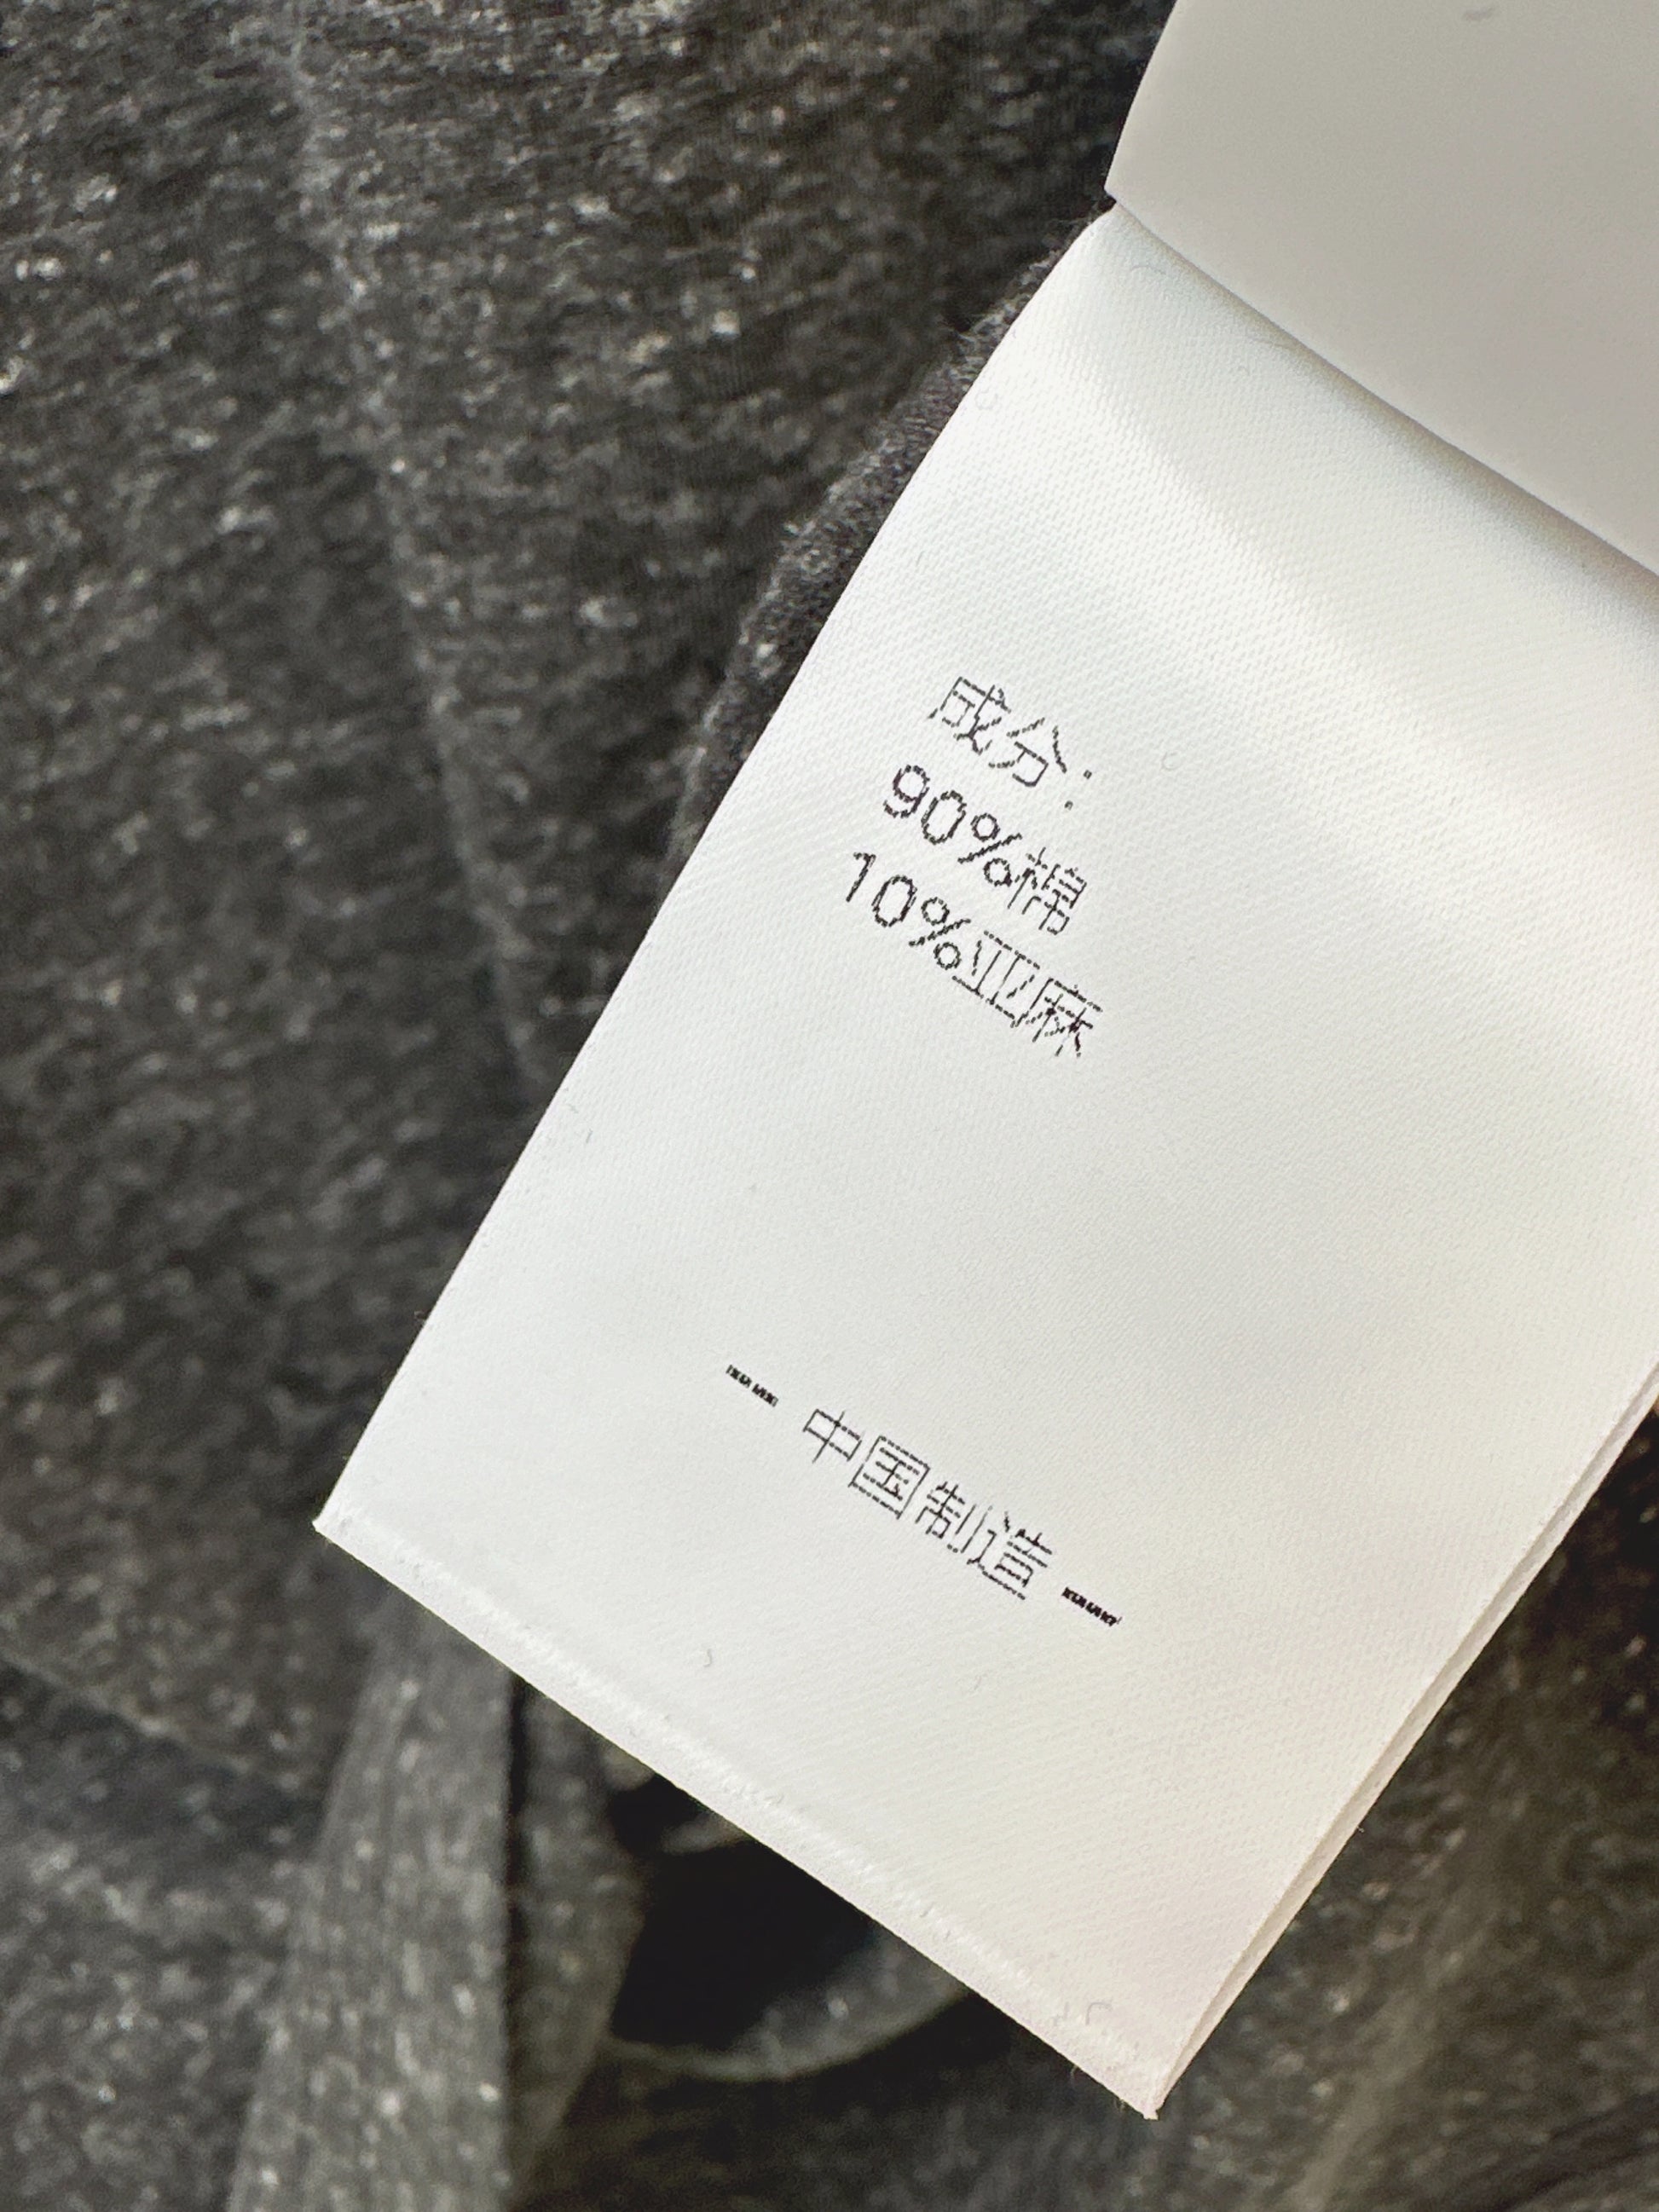 成分：
90%棉
10%亚麻
— 中国制造 —